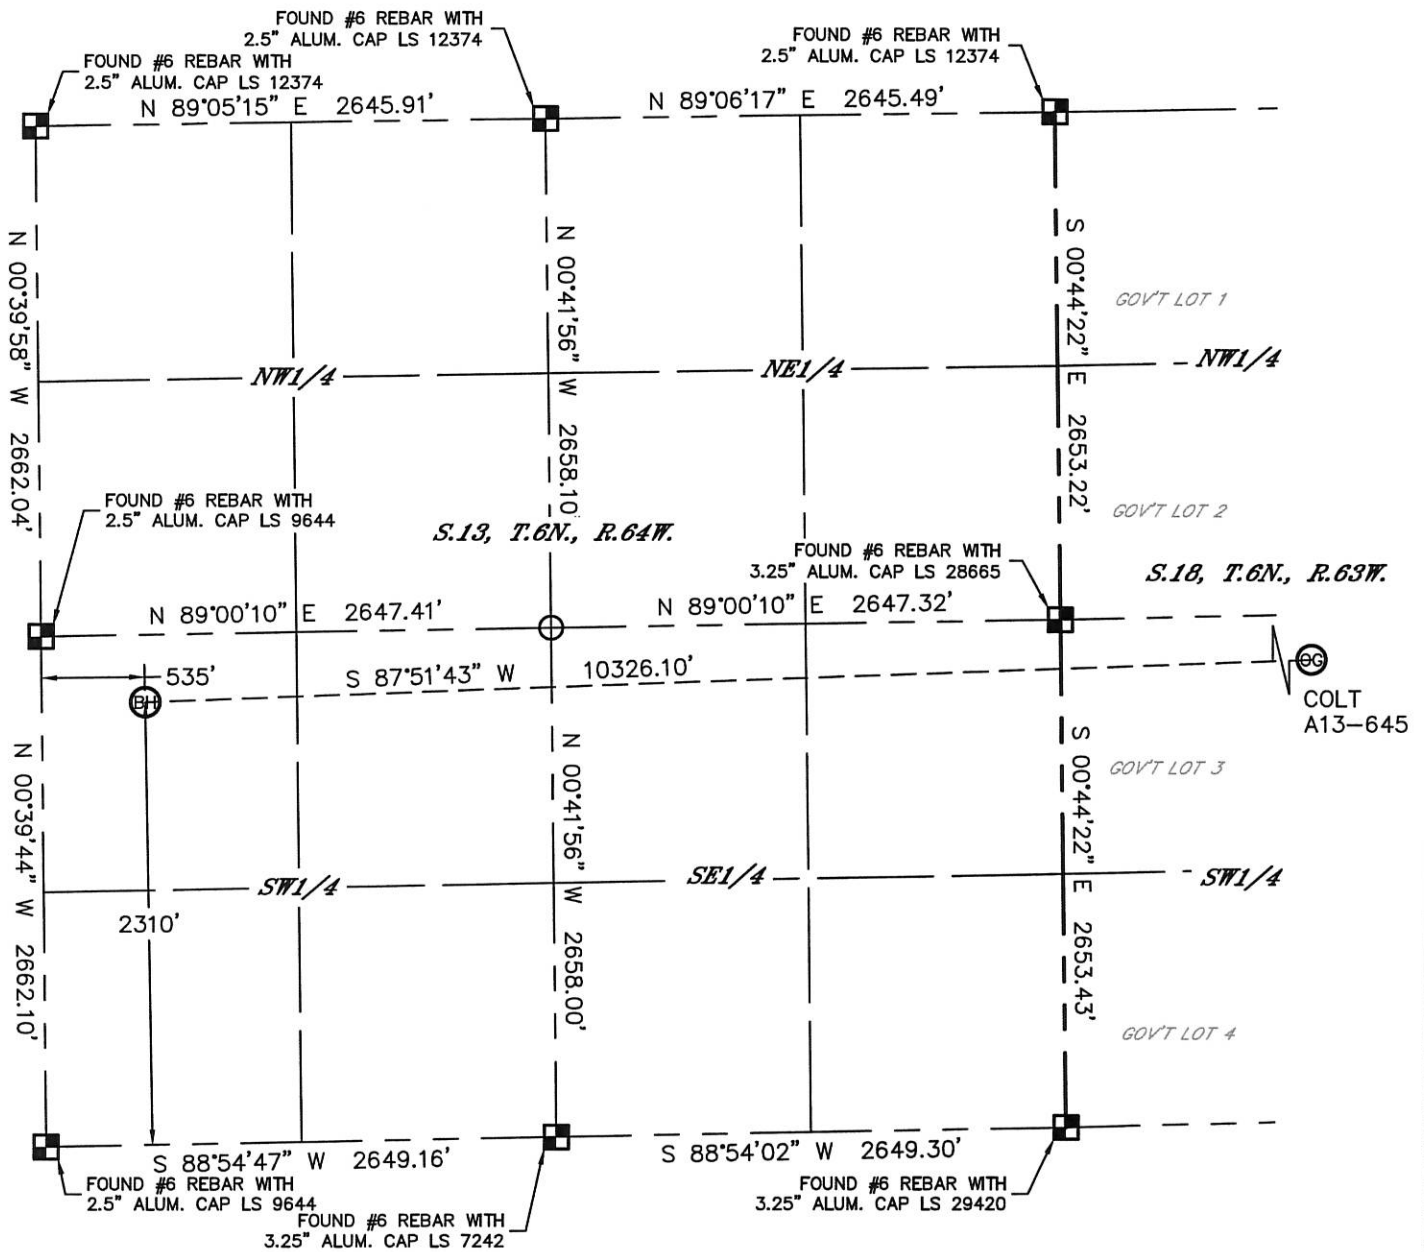 FOUND #6 REBAR WITH
2.5" ALUM. CAP LS 12374
FOUND #6 REBAR WITH
2.5" ALUM. CAP LS 12374
FOUND #6 REBAR WITH
2.5" ALUM. CAP LS 12374
N 89°05'15" E 2645.91'
N 89°06'17" E 2645.49'
N 00°39'58" W 2662.04'
N 00°41'56" W 2658.10'
S 00°44'22" E 2653.22'
GOV'T LOT 1
NW1/4
NE1/4
NW1/4
FOUND #6 REBAR WITH
2.5" ALUM. CAP LS 9644
GOV'T LOT 2
S.13, T.6N., R.64W.
FOUND #6 REBAR WITH
3.25" ALUM. CAP LS 28665
S.18, T.6N., R.63W.
N 89°00'10" E 2647.41'
N 89°00'10" E 2647.32'
535'
S 87°51'43" W 10326.10'
BH
OG
COLT
A13-645
N 00°39'44" W 2662.10'
N 00°41'56" W 2658.00'
S 00°44'22" E 2653.43'
GOV'T LOT 3
SW1/4
SE1/4
SW1/4
2310'
GOV'T LOT 4
S 88°54'47" W 2649.16'
S 88°54'02" W 2649.30'
FOUND #6 REBAR WITH
2.5" ALUM. CAP LS 9644
FOUND #6 REBAR WITH
3.25" ALUM. CAP LS 7242
FOUND #6 REBAR WITH
3.25" ALUM. CAP LS 29420